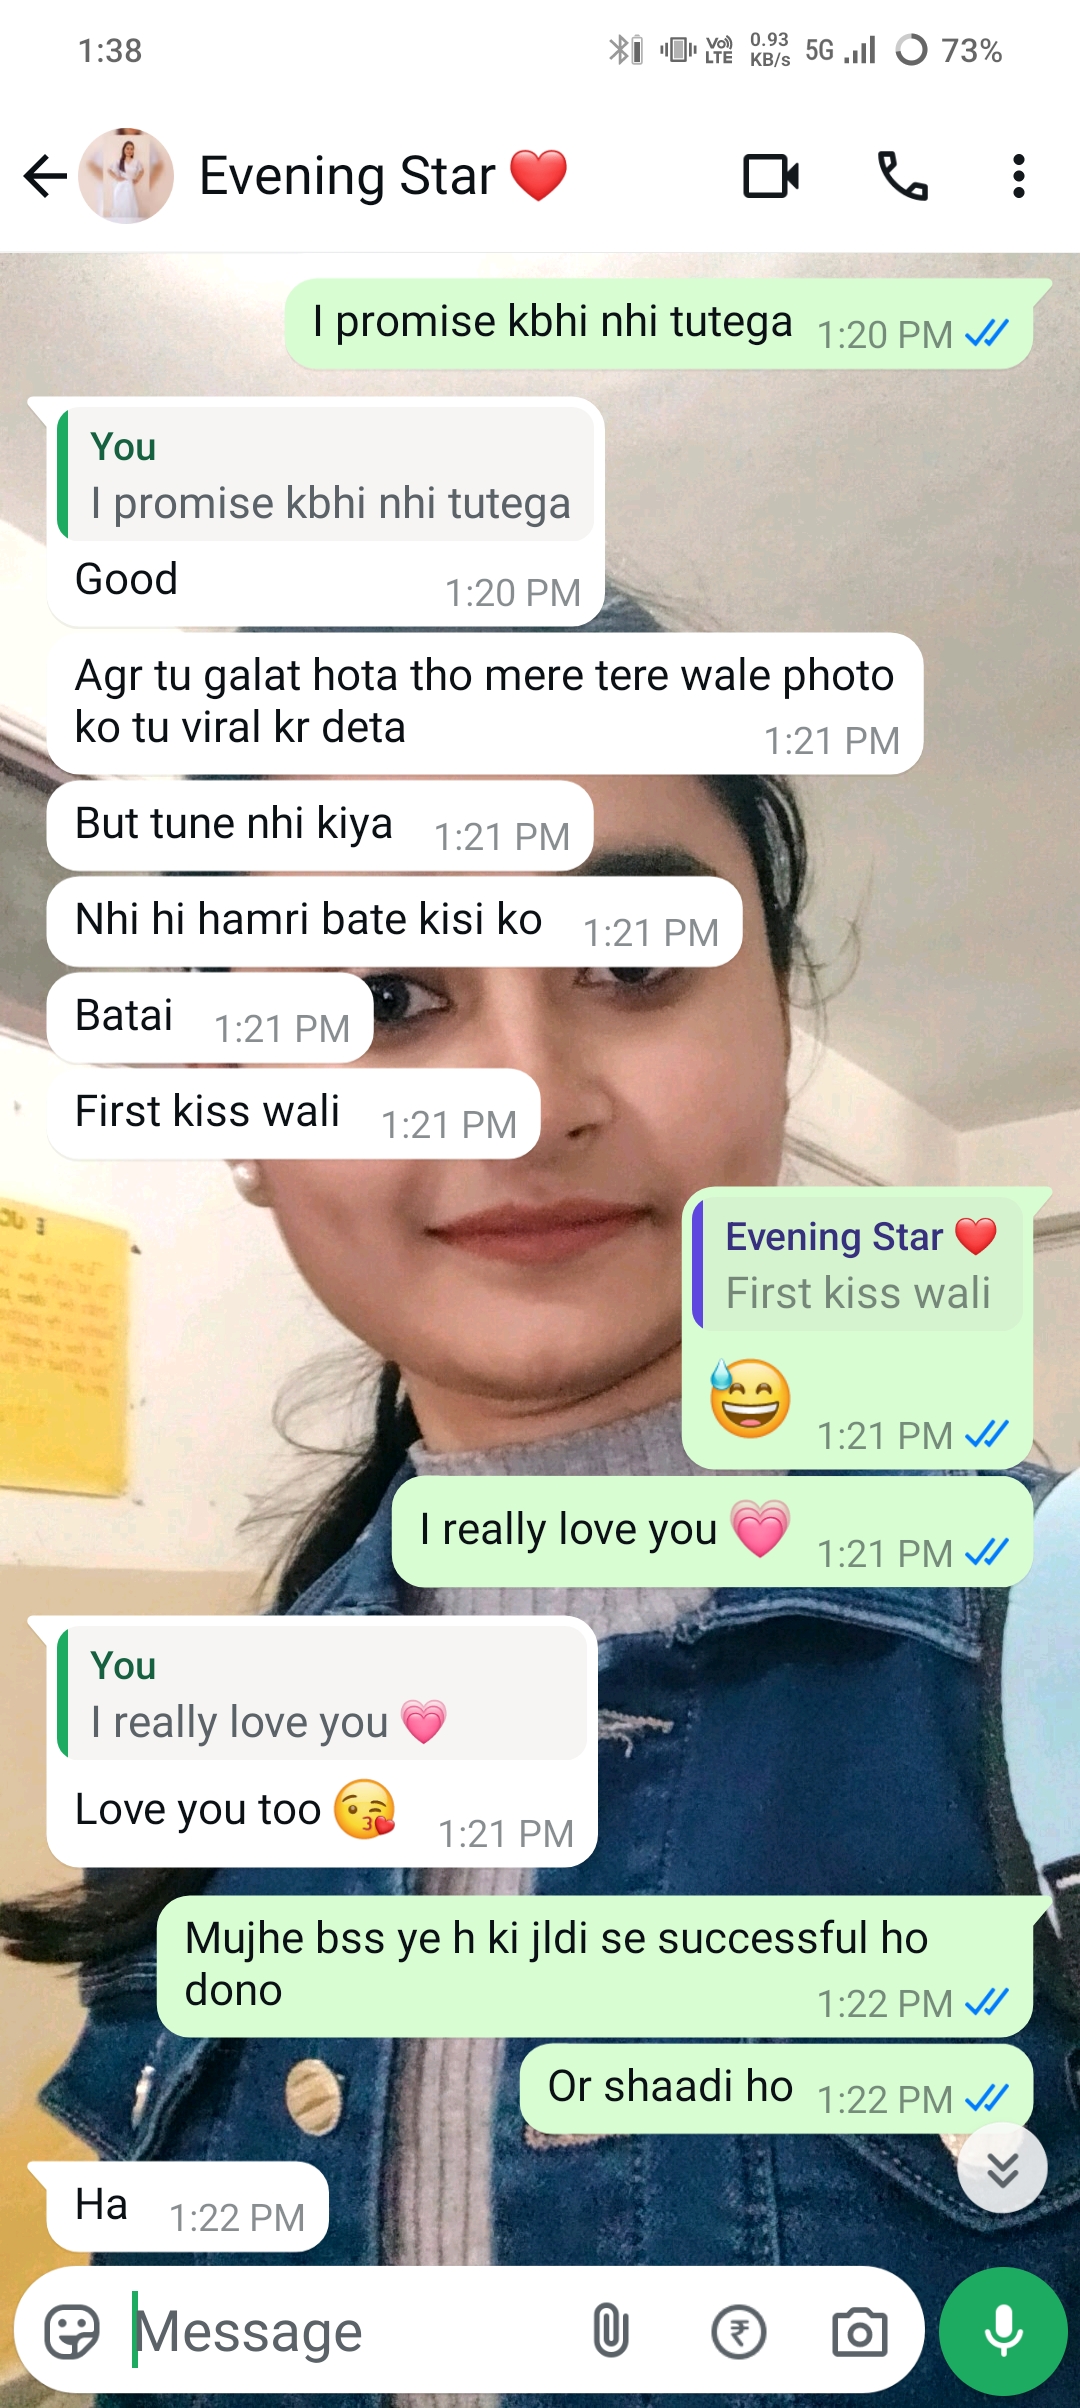 1:38
Vo)) LTE
0.93 KB/s
5G
73%
Evening Star ❤️
I promise kbhi nhi tutega 1:20 PM
You
I promise kbhi nhi tutega
Good 1:20 PM
Agr tu galat hota tho mere tere wale photo
ko tu viral kr deta 1:21 PM
But tune nhi kiya 1:21 PM
Nhi hi hamri bate kisi ko 1:21 PM
Batai 1:21 PM
First kiss wali 1:21 PM
Evening Star ❤️
First kiss wali
😅 1:21 PM
I really love you 💗 1:21 PM
You
I really love you 💗
Love you too 😘 1:21 PM
Mujhe bss ye h ki jldi se successful ho
dono 1:22 PM
Or shaadi ho 1:22 PM
Ha 1:22 PM
Message